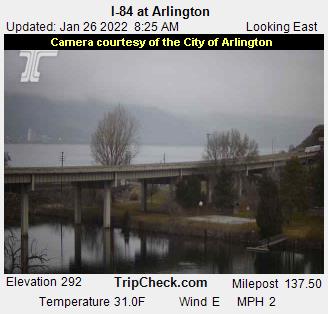 I-84 at Arlington
Updated: Jan 26 2022 8:25 AM Looking East
Camera courtesy of the City of Arlington
Elevation 292 TripCheck.com Milepost 137.50
Temperature 31.0F Wind E MPH 2